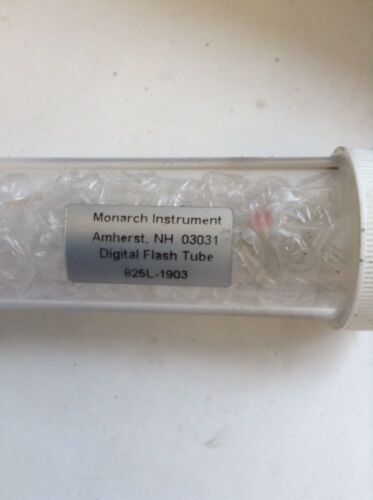 Monarch Instrument
Amherst, NH 03031
Digital Flash Tube
825L-1903